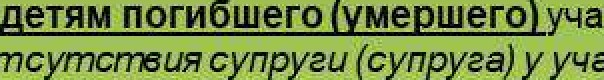 детям погибшего (умершего) уча
тсутствия супруги (супруга) у уча